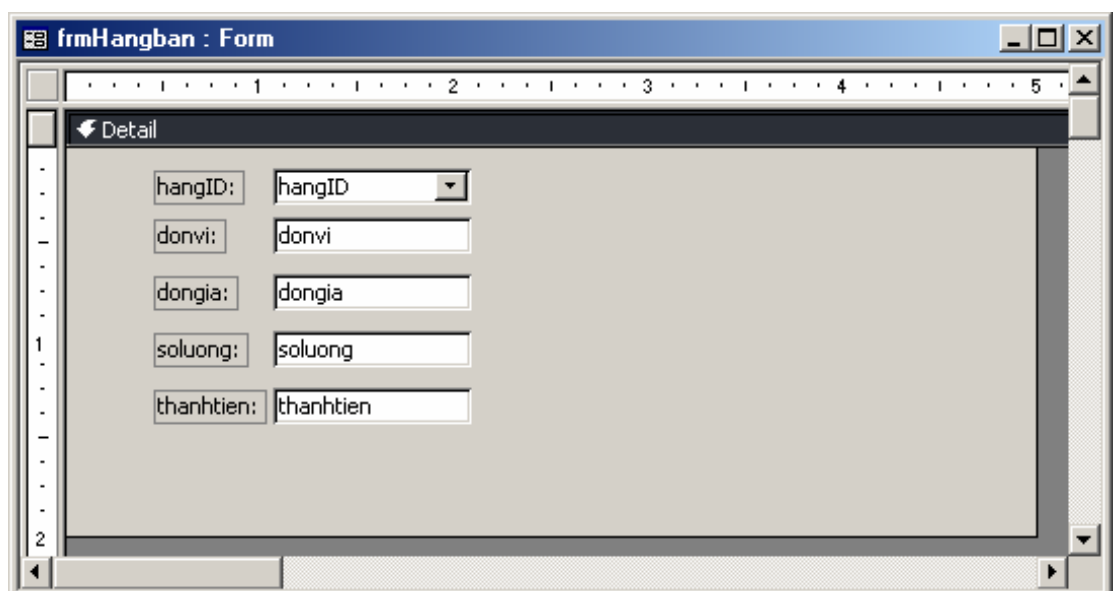 frmHangban : Form
1 2 3 4 5
Detail
hangID: hangID
donvi: donvi
dongia: dongia
1
soluong: soluong
thanhtien: thanhtien
2